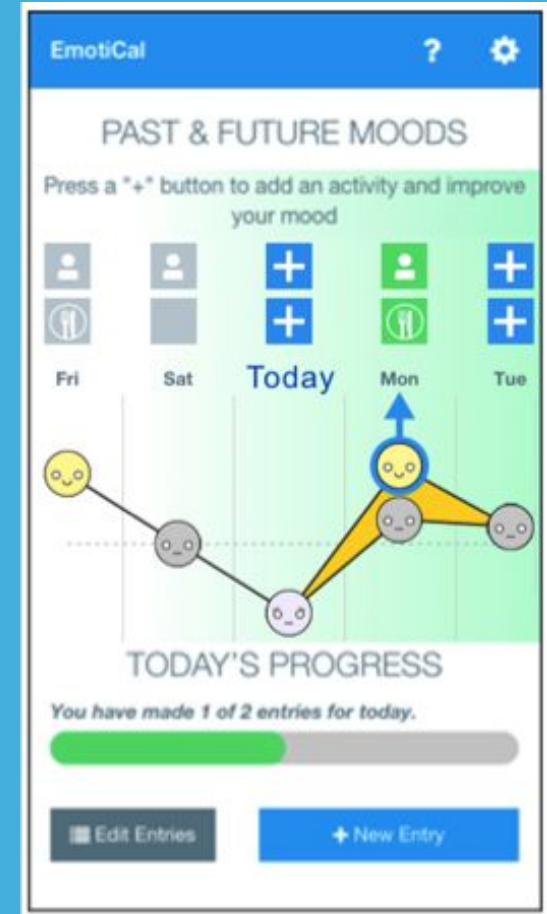 EmotiCal ?
PAST & FUTURE MOODS
Press a "+" button to add an activity and improve
your mood
Fri Sat Today Mon Tue
TODAY'S PROGRESS
You have made 1 of 2 entries for today.
Edit Entries + New Entry